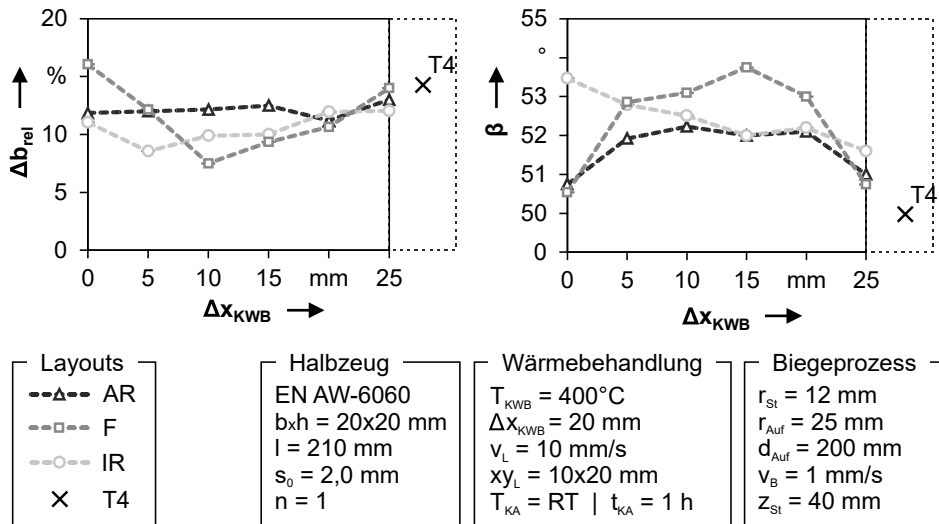 20
%
10
5
0
Δb_rel
0 5 10 15 mm 25
Δx_KWB
T4
55
°
53
52
51
50
0
β
0 5 10 15 mm 25
Δx_KWB
T4
Layouts
AR
F
IR
T4
Halbzeug
EN AW-6060
bxh = 20x20 mm
l = 210 mm
s₀ = 2,0 mm
n = 1
Wärmebehandlung
T_KWB = 400°C
Δx_KWB = 20 mm
v_L = 10 mm/s
xy_L = 10x20 mm
T_KA = RT | t_KA = 1 h
Biegeprozess
r_St = 12 mm
r_Auf = 25 mm
d_Auf = 200 mm
v_B = 1 mm/s
z_St = 40 mm